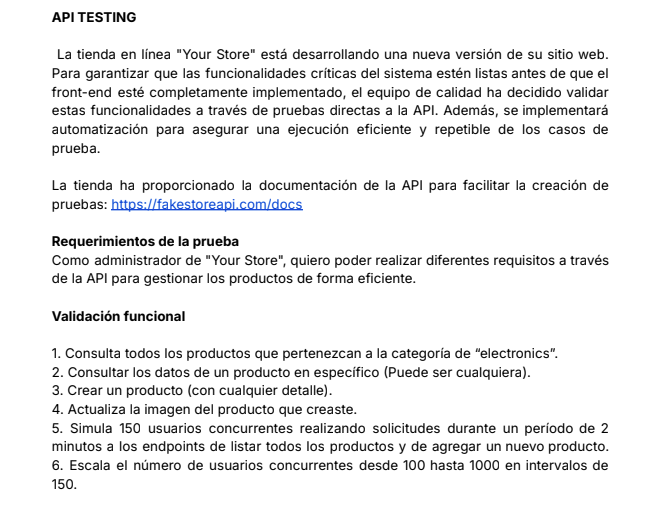 API TESTING
La tienda en línea "Your Store" está desarrollando una nueva versión de su sitio web.
Para garantizar que las funcionalidades críticas del sistema estén listas antes de que el
front-end esté completamente implementado, el equipo de calidad ha decidido validar
estas funcionalidades a través de pruebas directas a la API. Además, se implementará
automatización para asegurar una ejecución eficiente y repetible de los casos de
prueba.
La tienda ha proporcionado la documentación de la API para facilitar la creación de
pruebas: https://fakestoreapi.com/docs
Requerimientos de la prueba
Como administrador de "Your Store", quiero poder realizar diferentes requisitos a través
de la API para gestionar los productos de forma eficiente.
Validación funcional
1. Consulta todos los productos que pertenezcan a la categoría de “electronics”.
2. Consultar los datos de un producto en específico (Puede ser cualquiera).
3. Crear un producto (con cualquier detalle).
4. Actualiza la imagen del producto que creaste.
5. Simula 150 usuarios concurrentes realizando solicitudes durante un período de 2
minutos a los endpoints de listar todos los productos y de agregar un nuevo producto.
6. Escala el número de usuarios concurrentes desde 100 hasta 1000 en intervalos de
150.